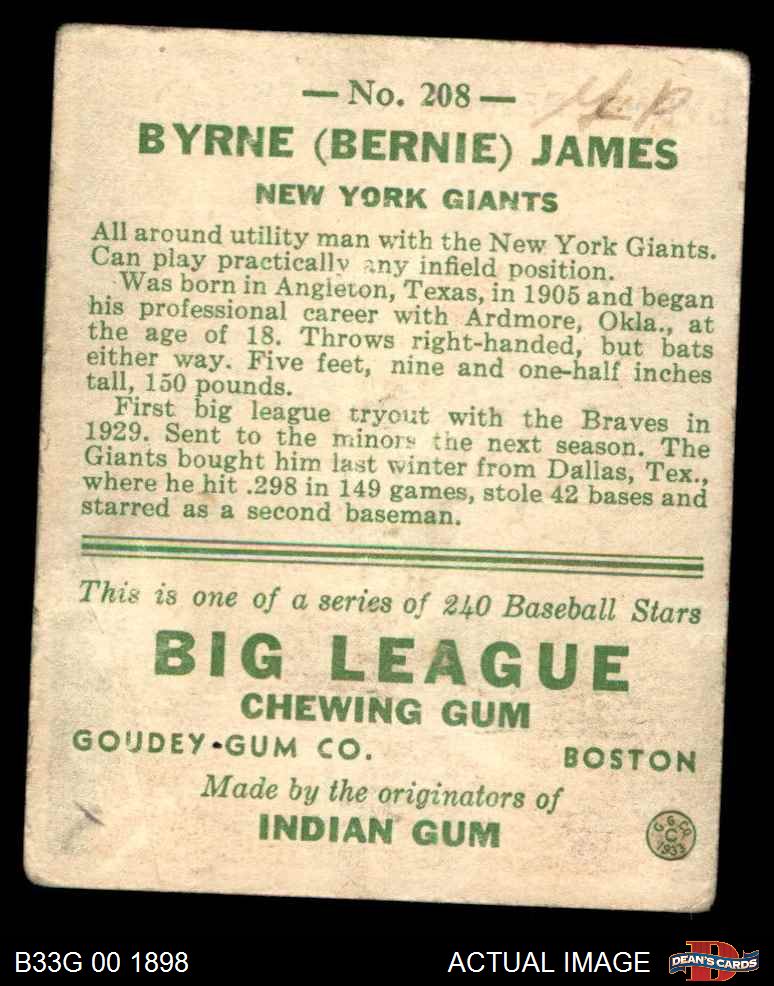 — No. 208 —
BYRNE (BERNIE) JAMES
NEW YORK GIANTS
All around utility man with the New York Giants.
Can play practically any infield position.
Was born in Angleton, Texas, in 1905 and began
his professional career with Ardmore, Okla., at
the age of 18. Throws right-handed, but bats
either way. Five feet, nine and one-half inches
tall, 150 pounds.
First big league tryout with the Braves in
1929. Sent to the minors the next season. The
Giants bought him last winter from Dallas, Tex.,
where he hit .298 in 149 games, stole 42 bases and
starred as a second baseman.
This is one of a series of 240 Baseball Stars
BIG LEAGUE
CHEWING GUM
GOUDEY GUM CO. BOSTON
Made by the originators of
INDIAN GUM
G. G. CO.
C
1933
B33G 00 1898
ACTUAL IMAGE
D
DEAN'S CARDS